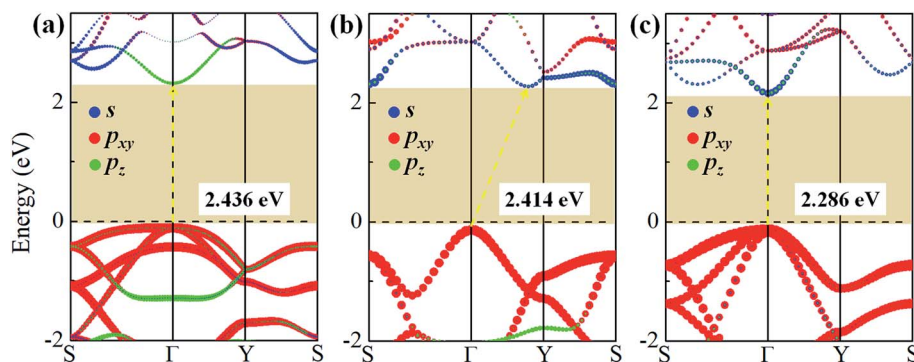 (a) (b) (c)
Energy (eV)
2
0
-2
s
p_xy
p_z
2.436 eV
S Γ Y S
2
0
-2
s
p_xy
p_z
2.414 eV
S Γ Y S
2
0
-2
s
p_xy
p_z
2.286 eV
S Γ Y S